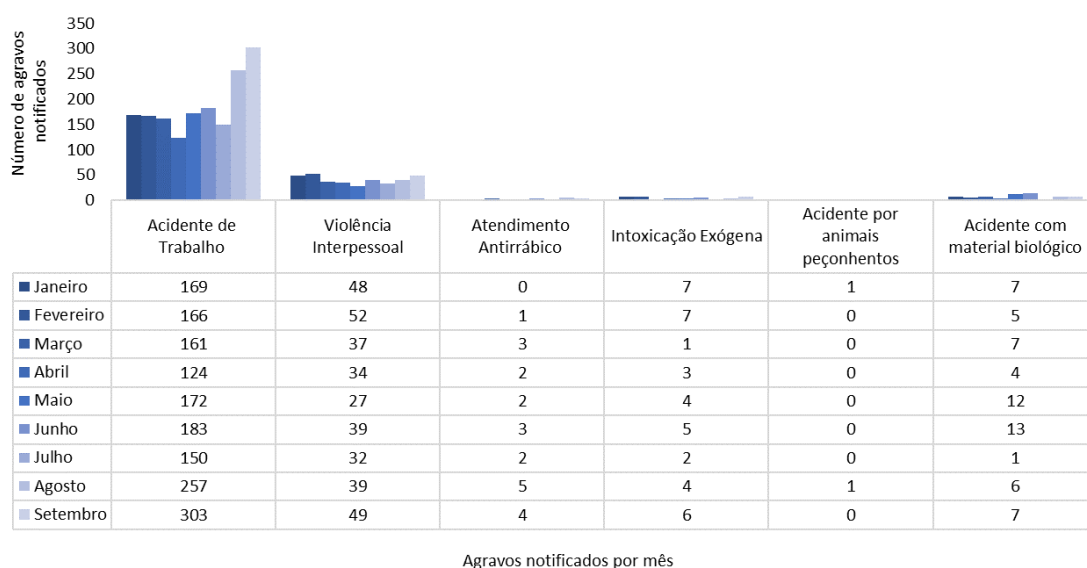 Número de agravos
notificados
350
300
250
200
150
100
50
0
Acidente de
Trabalho
Violência
Interpessoal
Atendimento
Antirrábico
Intoxicação Exógena
Acidente por
animais
peçonhentos
Acidente com
material biológico
Janeiro 169 48 0 7 1 7
Fevereiro 166 52 1 7 0 5
Março 161 37 3 1 0 7
Abril 124 34 2 3 0 4
Maio 172 27 2 4 0 12
Junho 183 39 3 5 0 13
Julho 150 32 2 2 0 1
Agosto 257 39 5 4 1 6
Setembro 303 49 4 6 0 7
Agravos notificados por mês